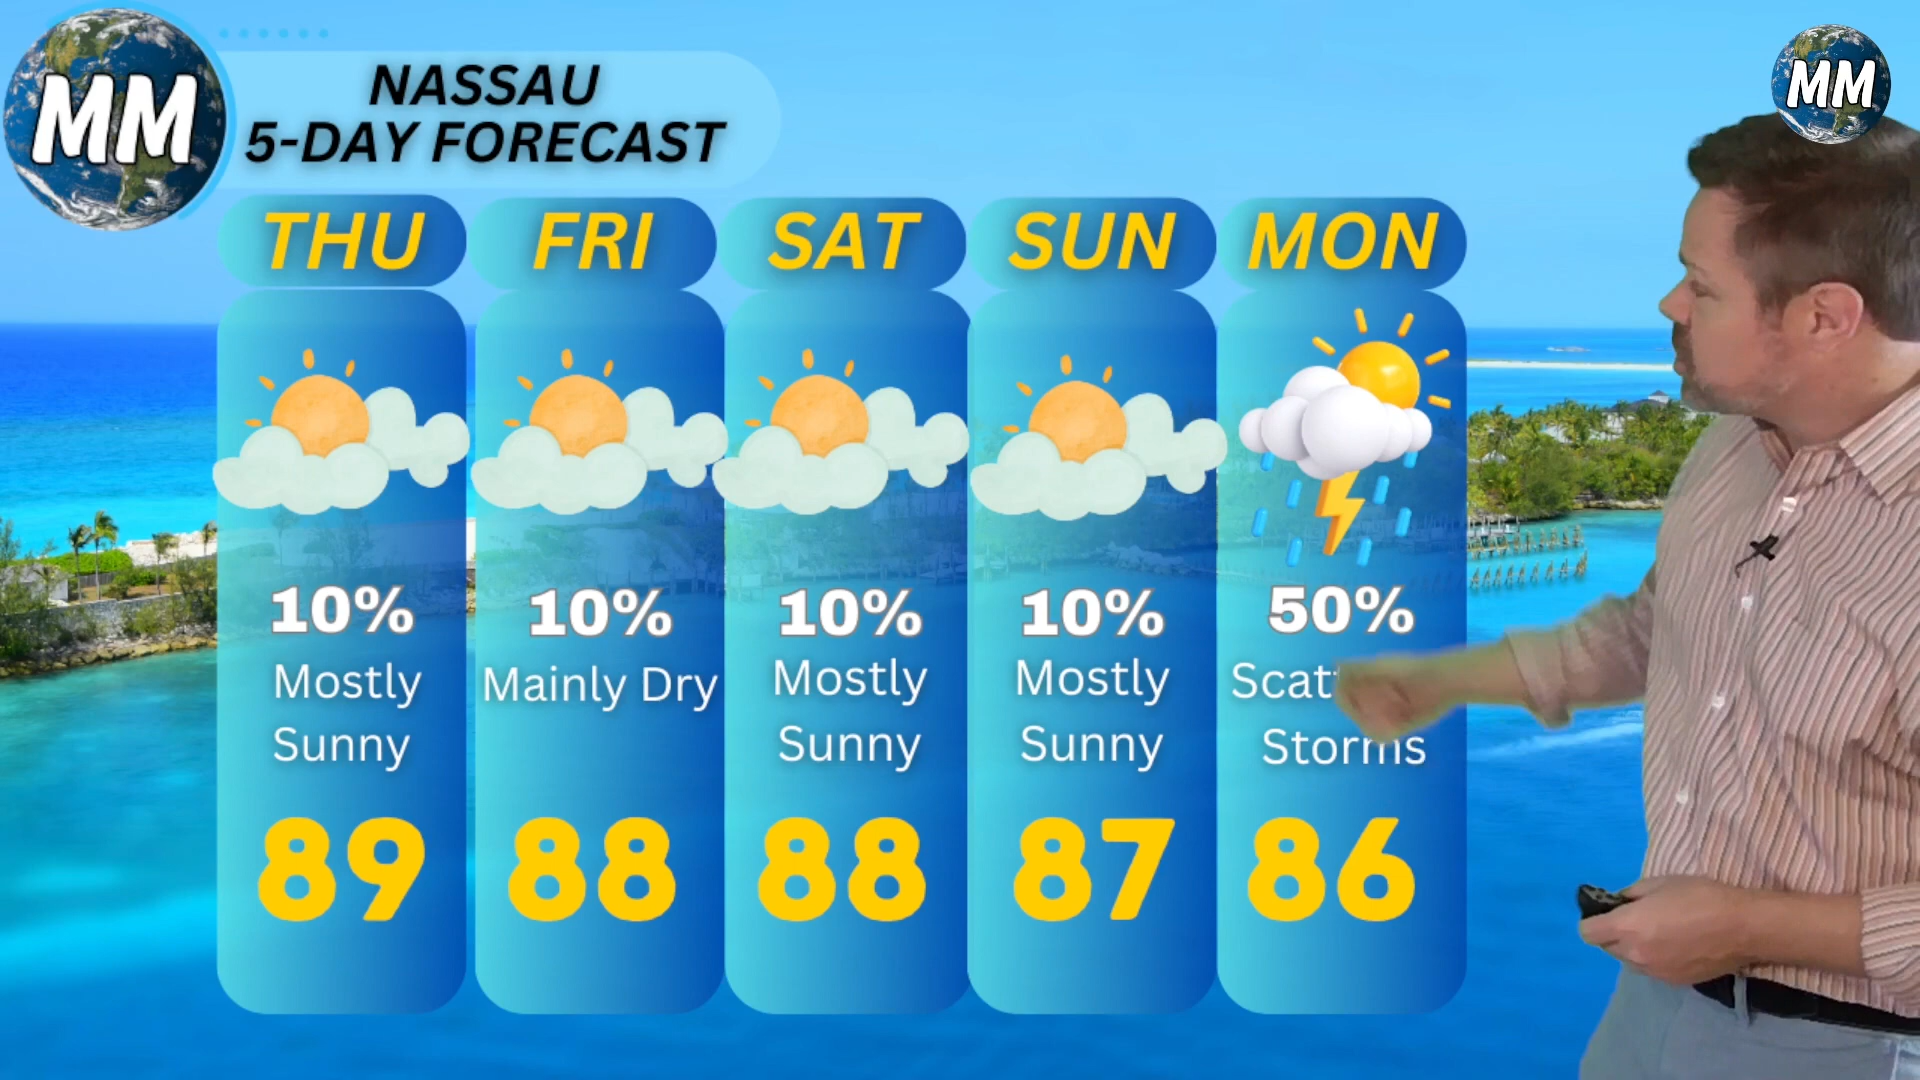 MM
NASSAU
5-DAY FORECAST
MM
THU
FRI
SAT
SUN
MON
10%
Mostly
Sunny
89
10%
Mainly Dry
88
10%
Mostly
Sunny
88
10%
Mostly
Sunny
87
50%
Storms
86